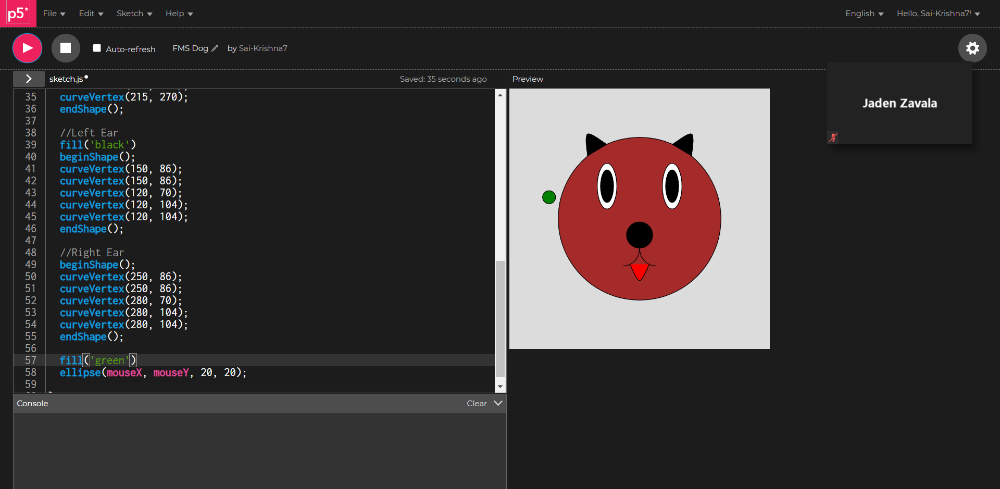 p5* File Edit Sketch Help English Hello, Sai-Krishna7!
Auto-refresh FMS Dog by Sai-Krishna7
sketch.js Saved: 35 seconds ago Preview
Jaden Zavala
35 curveVertex(215, 270);
36 endShape();
37
38 //Left Ear
39 fill('black')
40 beginShape();
41 curveVertex(150, 86);
42 curveVertex(150, 86);
43 curveVertex(120, 70);
44 curveVertex(120, 104);
45 curveVertex(120, 104);
46 endShape();
47
48 //Right Ear
49 beginShape();
50 curveVertex(250, 86);
51 curveVertex(250, 86);
52 curveVertex(280, 70);
53 curveVertex(280, 104);
54 curveVertex(280, 104);
55 endShape();
56
57 fill('green')
58 ellipse(mouseX, mouseY, 20, 20);
59
Console Clear